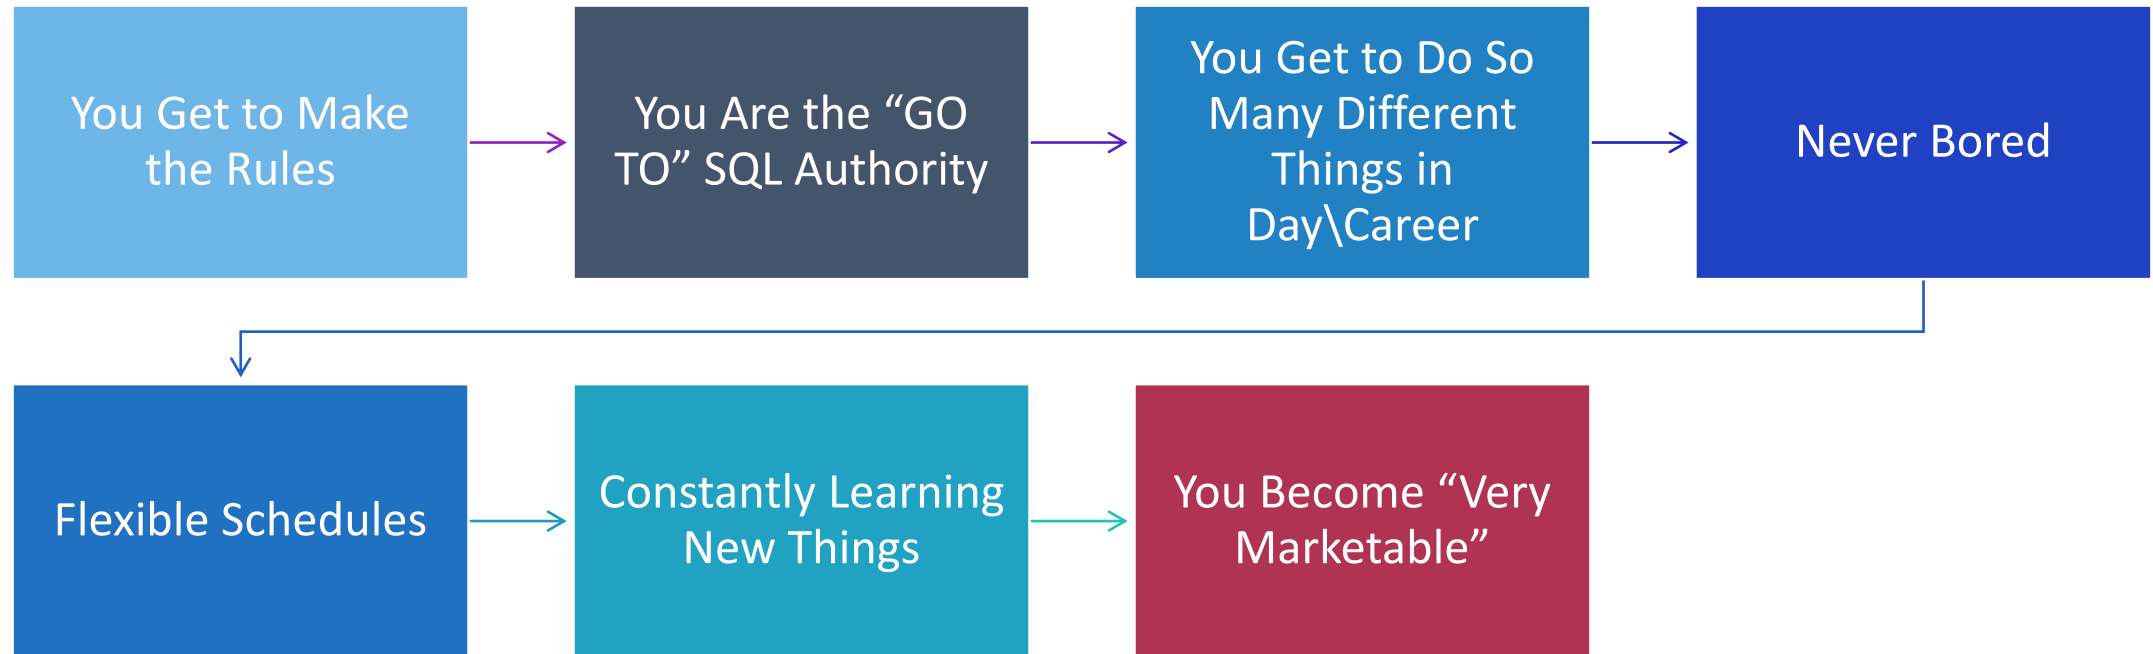 You Get to Make
the Rules
You Are the “GO
TO” SQL Authority
You Get to Do So
Many Different
Things in
Day\Career
Never Bored
Flexible Schedules
Constantly Learning
New Things
You Become “Very
Marketable”